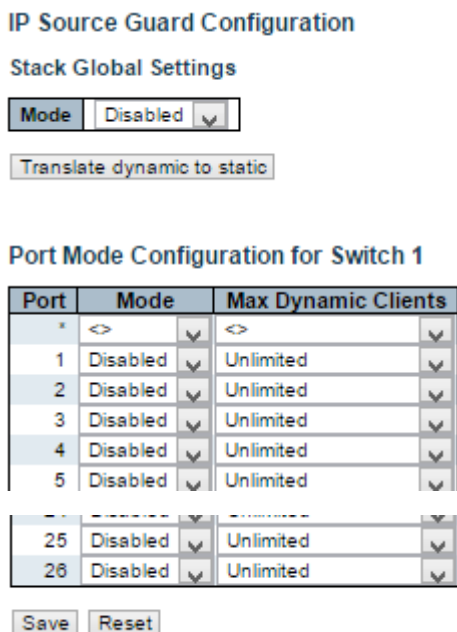 IP Source Guard Configuration
Stack Global Settings
Mode Disabled
Translate dynamic to static
Port Mode Configuration for Switch 1
Port Mode Max Dynamic Clients
* <> <>
1 Disabled Unlimited
2 Disabled Unlimited
3 Disabled Unlimited
4 Disabled Unlimited
5 Disabled Unlimited
25 Disabled Unlimited
26 Disabled Unlimited
Save Reset